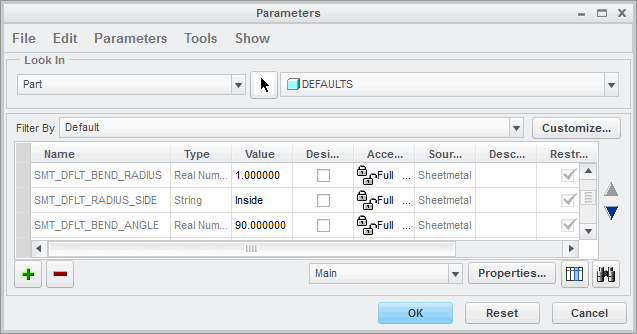 Parameters
File Edit Parameters Tools Show
Look In
Part DEFAULTS
Filter By Default Customize...
Name Type Value Desi... Acce... Sour... Desc... Restr...
SMT_DFLT_BEND_RADIUS Real Num... 1.000000 Full ... Sheetmetal
SMT_DFLT_RADIUS_SIDE String Inside Full ... Sheetmetal
SMT_DFLT_BEND_ANGLE Real Num... 90.000000 Full ... Sheetmetal
Main Properties...
OK Reset Cancel